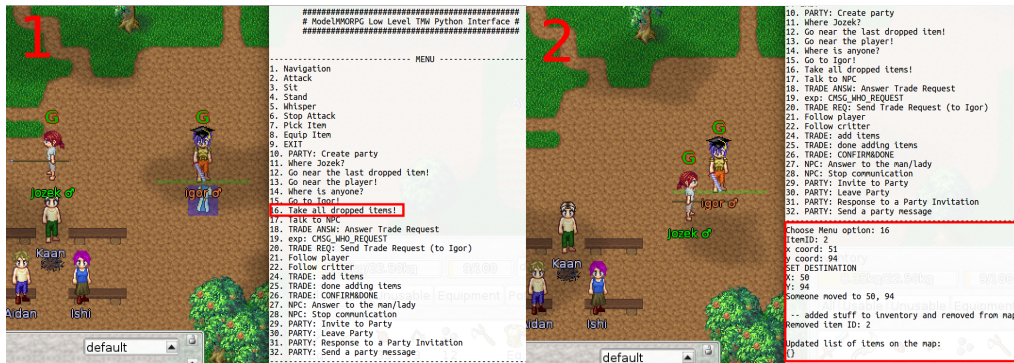 1
G
G
Jozek ♂
igor ♂
Kaan
Aidan
Ishi
default
###############################################
# ModelMMORPG Low Level TMW Python Interface #
###############################################
---------------------------- MENU ----------------------------
1. Navigation
2. Attack
3. Sit
4. Stand
5. Whisper
6. Stop Attack
7. Pick Item
8. Equip Item
9. EXIT
10. PARTY: Create party
11. Where Jozek?
12. Go near the last dropped item!
13. Go near the player!
14. Where is anyone?
15. Go to Igor!
16. Take all dropped items!
17. Talk to NPC
18. TRADE ANSW: Answer Trade Request
19. exp: CMSG_WHO_REQUEST
20. TRADE REQ: Send Trade Request (to Igor)
21. Follow player
22. Follow critter
24. TRADE: add items
25. TRADE: done adding items
26. TRADE: CONFIRM&DONE
27. NPC: Answer to the man/lady
28. NPC: Stop communication
29. PARTY: Invite to Party
30. PARTY: Leave Party
31. PARTY: Response to a Party Invitation
32. PARTY: Send a party message
2
G
G
igor ♂
Jozek ♂
Kaan
Aidan
Ishi
default
10. PARTY: Create party
11. Where Jozek?
12. Go near the last dropped item!
13. Go near the player!
14. Where is anyone?
15. Go to Igor!
16. Take all dropped items!
17. Talk to NPC
18. TRADE ANSW: Answer Trade Request
19. exp: CMSG_WHO_REQUEST
20. TRADE REQ: Send Trade Request (to Igor)
21. Follow player
22. Follow critter
24. TRADE: add items
25. TRADE: done adding items
26. TRADE: CONFIRM&DONE
27. NPC: Answer to the man/lady
28. NPC: Stop communication
29. PARTY: Invite to Party
30. PARTY: Leave Party
31. PARTY: Response to a Party Invitation
32. PARTY: Send a party message
Choose Menu option: 16
ItemID: 2
x coord: 51
y coord: 94
SET DESTINATION
X: 50
Y: 94
Someone moved to 50, 94
-- added stuff to inventory and removed from map
Removed item ID: 2
Updated list of items on the map:
{}